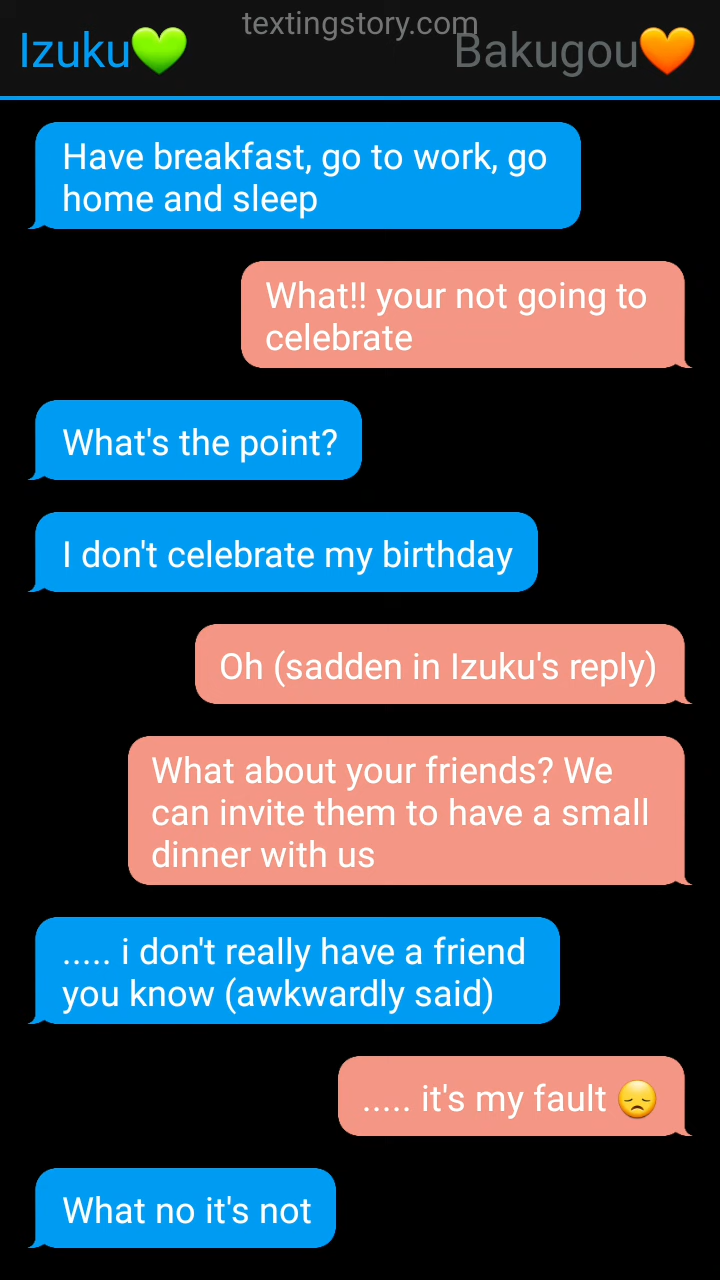 textingstory.com
Izuku💚
Bakugou🧡
Have breakfast, go to work, go
home and sleep
What!! your not going to
celebrate
What's the point?
I don't celebrate my birthday
Oh (sadden in Izuku's reply)
What about your friends? We
can invite them to have a small
dinner with us
..... i don't really have a friend
you know (awkwardly said)
..... it's my fault 😞
What no it's not